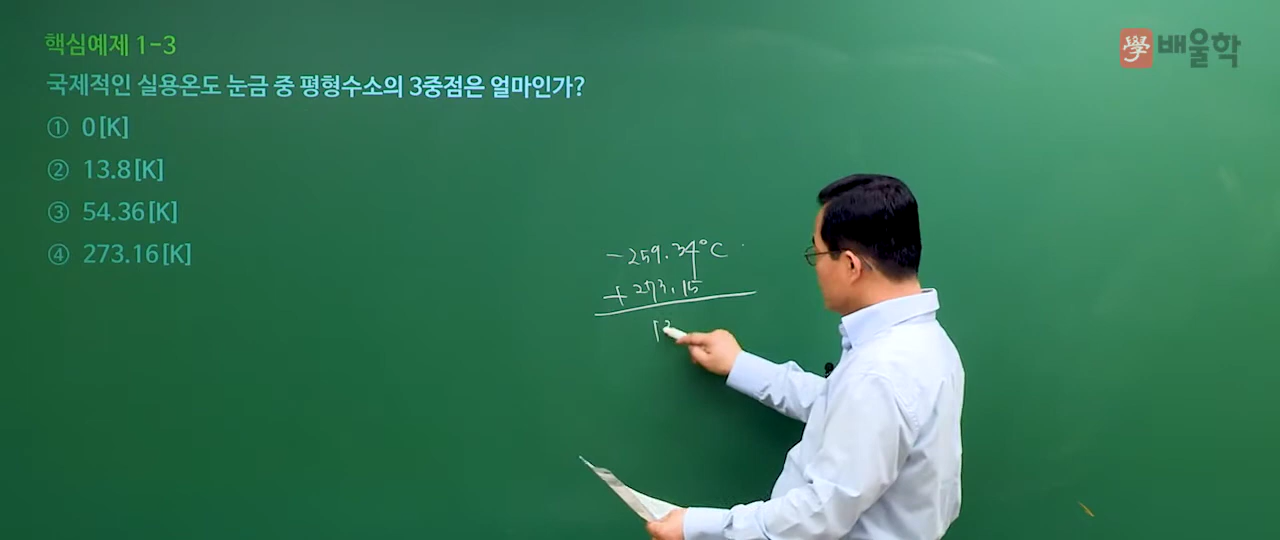 핵심예제 1-3
學 배울학
국제적인 실용온도 눈금 중 평형수소의 3중점은 얼마인가?
① 0[K]
② 13.8[K]
③ 54.36[K]
④ 273.16[K]
-259.34°C
+273.15
13